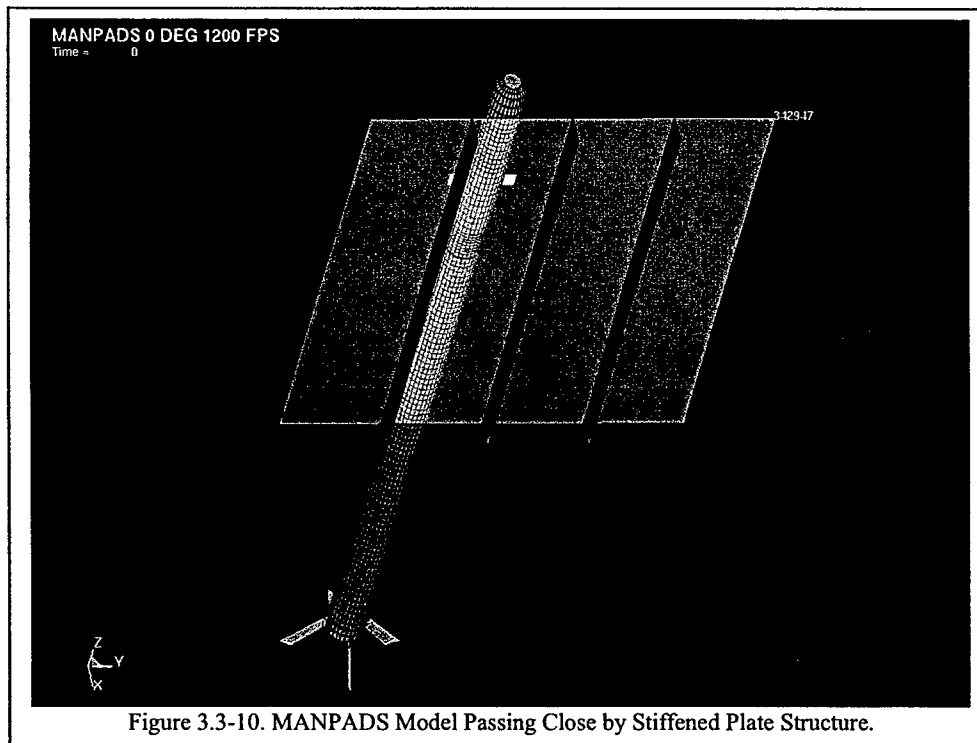 MANPADS 0 DEG 1200 FPS
Time = 0
342947
Z
Y
X
Figure 3.3-10. MANPADS Model Passing Close by Stiffened Plate Structure.